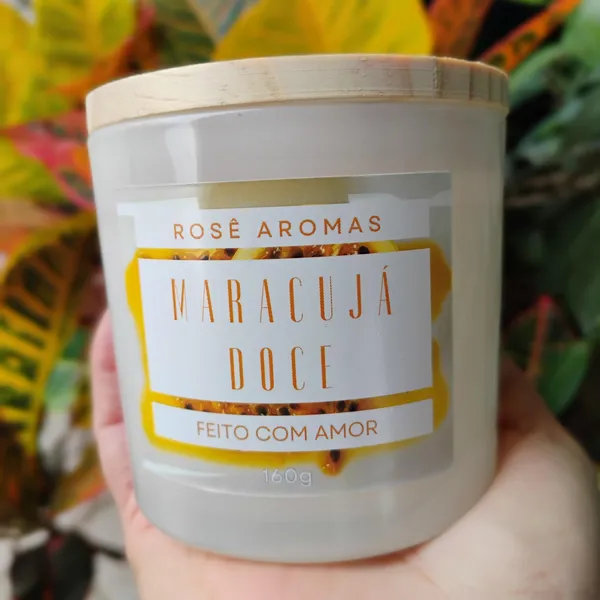 ROSÊ AROMAS
MARACUJÁ
DOCE
FEITO COM AMOR
160g